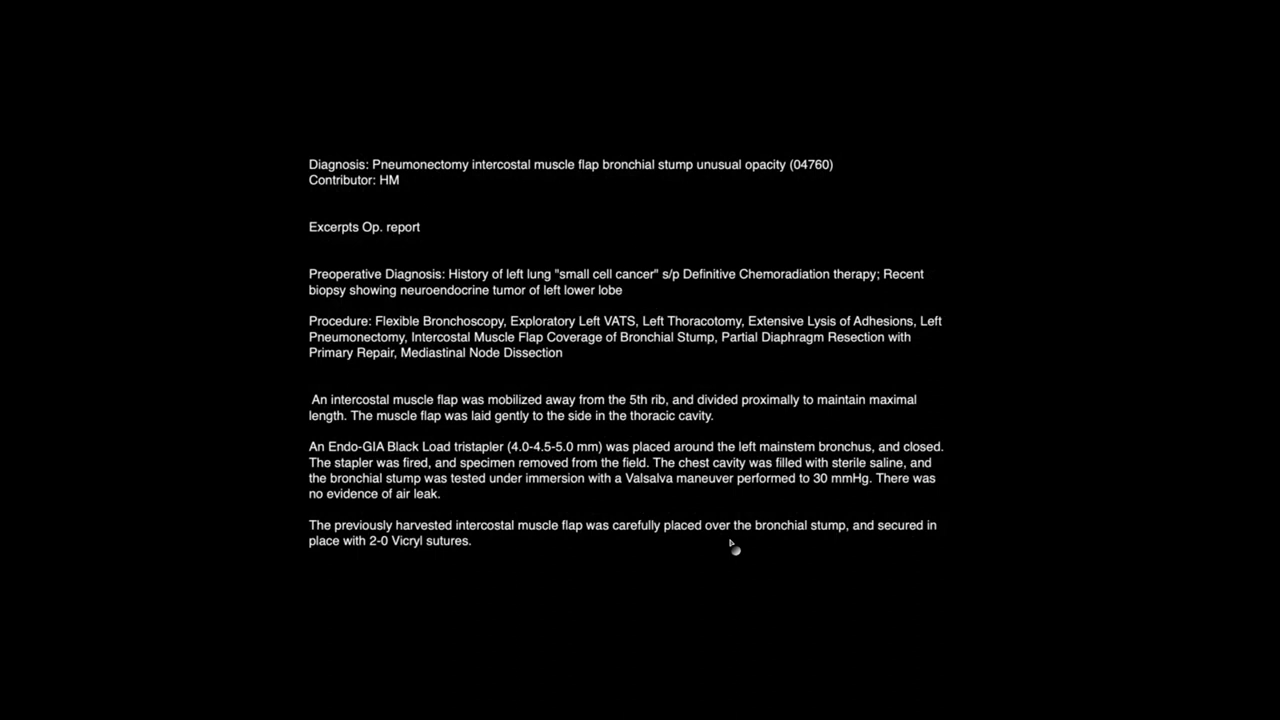 Diagnosis: Pneumonectomy intercostal muscle flap bronchial stump unusual opacity (04760)
Contributor: HM
Excerpts Op. report
Preoperative Diagnosis: History of left lung "small cell cancer" s/p Definitive Chemoradiation therapy; Recent
biopsy showing neuroendocrine tumor of left lower lobe
Procedure: Flexible Bronchoscopy, Exploratory Left VATS, Left Thoracotomy, Extensive Lysis of Adhesions, Left
Pneumonectomy, Intercostal Muscle Flap Coverage of Bronchial Stump, Partial Diaphragm Resection with
Primary Repair, Mediastinal Node Dissection
An intercostal muscle flap was mobilized away from the 5th rib, and divided proximally to maintain maximal
length. The muscle flap was laid gently to the side in the thoracic cavity.
An Endo-GIA Black Load tristapler (4.0-4.5-5.0 mm) was placed around the left mainstem bronchus, and closed.
The stapler was fired, and specimen removed from the field. The chest cavity was filled with sterile saline, and
the bronchial stump was tested under immersion with a Valsalva maneuver performed to 30 mmHg. There was
no evidence of air leak.
The previously harvested intercostal muscle flap was carefully placed over the bronchial stump, and secured in
place with 2-0 Vicryl sutures.